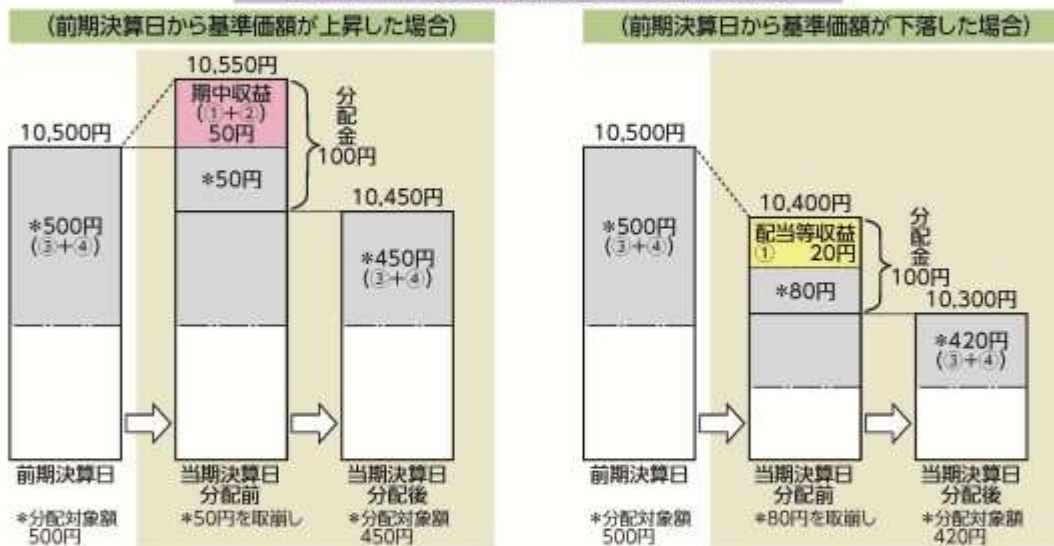 (前期決算日から基準価額が上昇した場合)
10,550円
期中収益
(①+②)
50円
分配金
100円
10,500円
*50円
10,450円
*500円
(③+④)
*450円
(③+④)
前期決算日
当期決算日
分配前
当期決算日
分配後
*分配対象額
500円
*50円を取崩し
*分配対象額
450円
(前期決算日から基準価額が下落した場合)
10,500円
10,400円
配当等収益
① 20円
分配金
100円
*80円
10,300円
*500円
(③+④)
*420円
(③+④)
前期決算日
当期決算日
分配前
当期決算日
分配後
*分配対象額
500円
*80円を取崩し
*分配対象額
420円